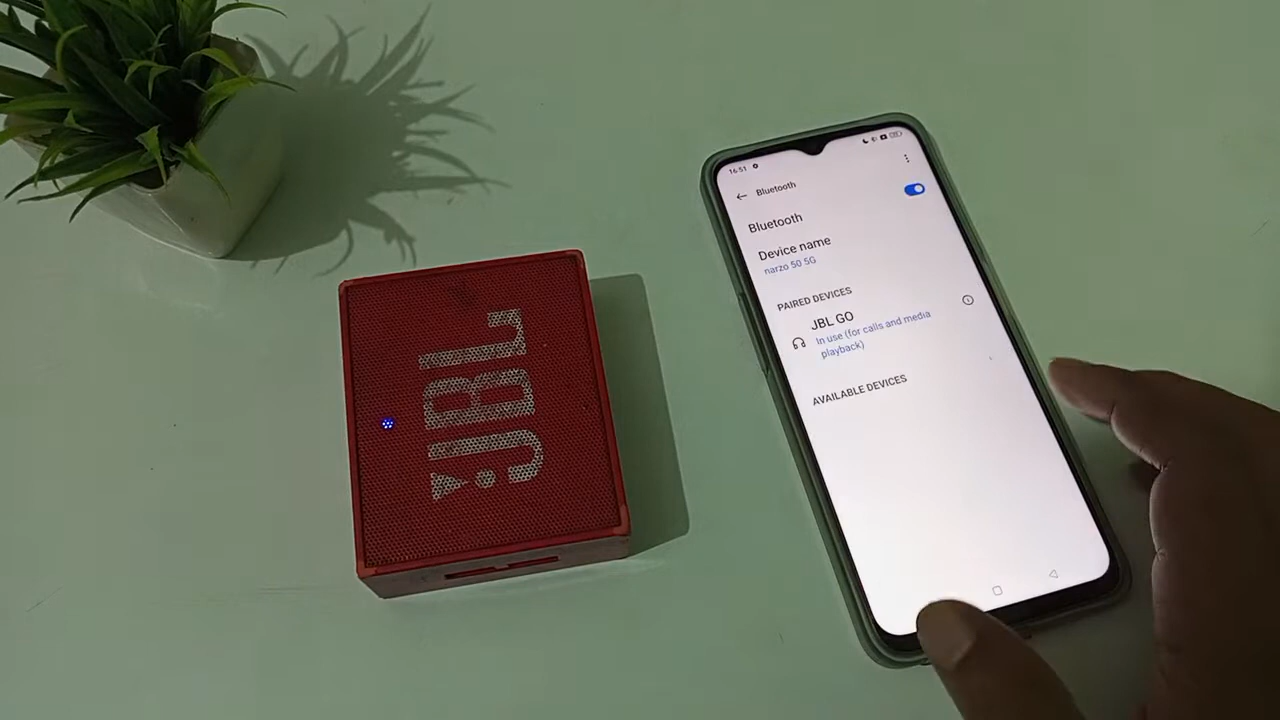 JBL
16:51
Bluetooth
Bluetooth
Device name
narzo 50 5G
PAIRED DEVICES
JBL GO
In use (for calls and media
playback)
AVAILABLE DEVICES